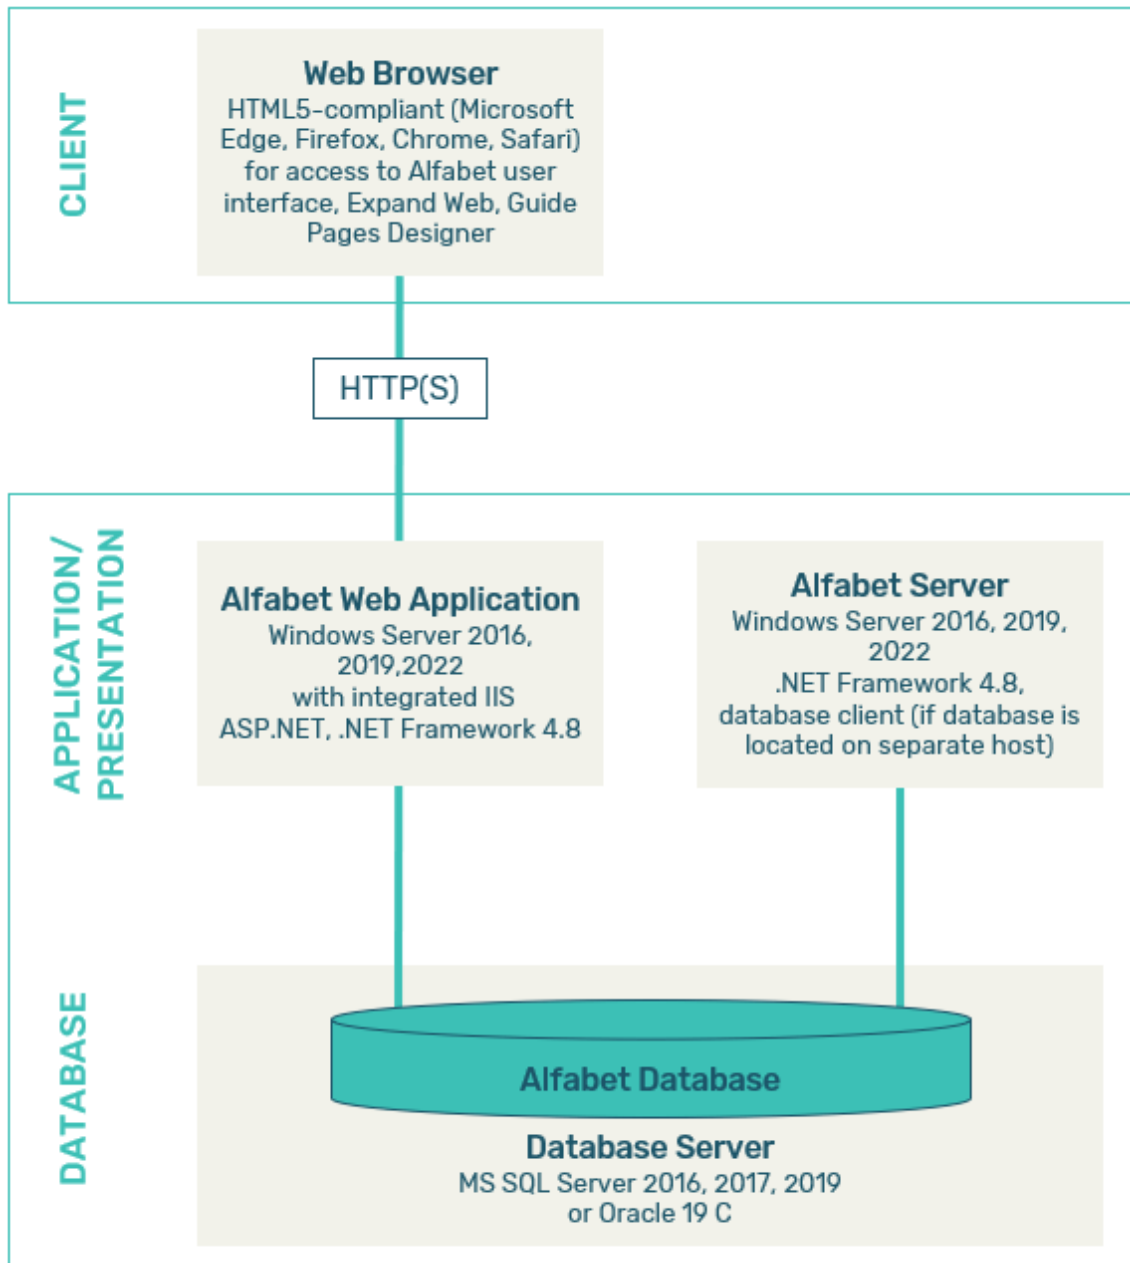 CLIENT
Web Browser
HTML5-compliant (Microsoft
Edge, Firefox, Chrome, Safari)
for access to Alfabet user
interface, Expand Web, Guide
Pages Designer
HTTP(S)
APPLICATION/
PRESENTATION
Alfabet Web Application
Windows Server 2016,
2019,2022
with integrated IIS
ASP.NET, .NET Framework 4.8
Alfabet Server
Windows Server 2016, 2019,
2022
.NET Framework 4.8,
database client (if database is
located on separate host)
DATABASE
Alfabet Database
Database Server
MS SQL Server 2016, 2017, 2019
or Oracle 19 C